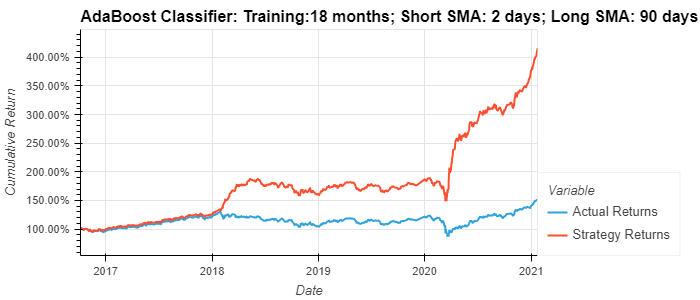 AdaBoost Classifier: Training:18 months; Short SMA: 2 days; Long SMA: 90 days
400.00%
350.00%
300.00%
250.00%
200.00%
150.00%
100.00%
Cumulative Return
2017
2018
2019
2020
2021
Date
Variable
Actual Returns
Strategy Returns